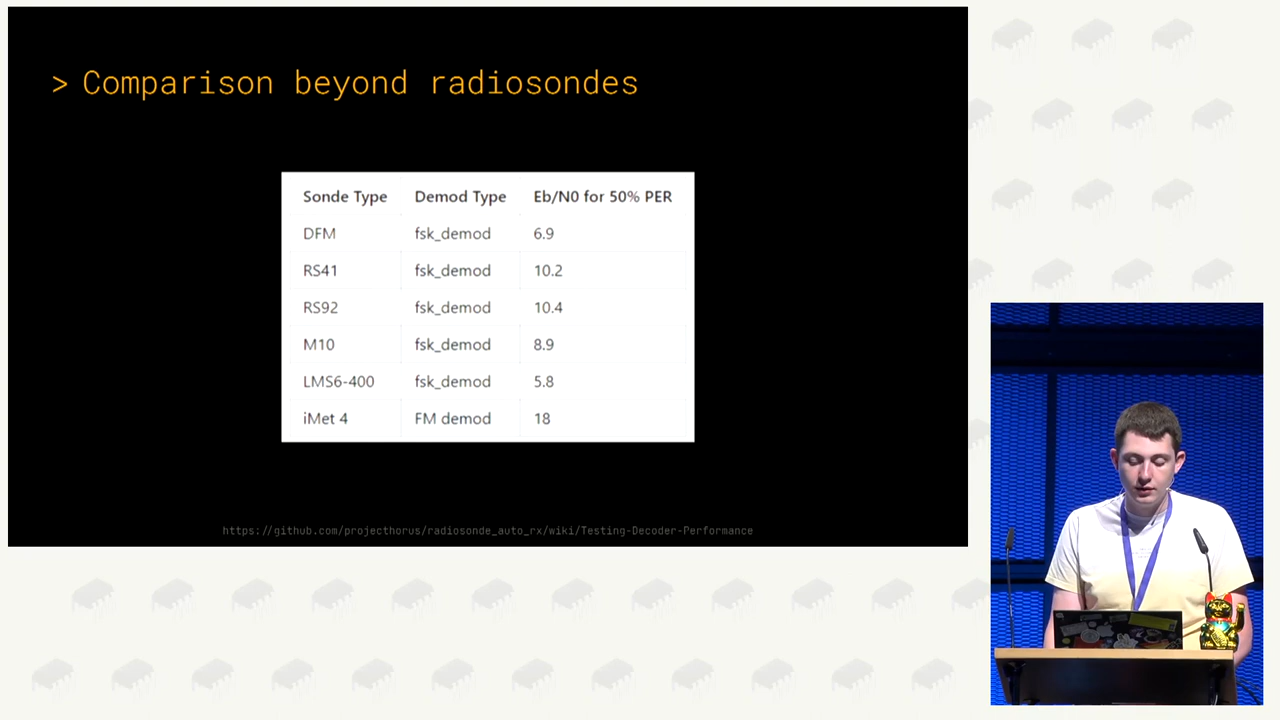 > Comparison beyond radiosondes
Sonde Type Demod Type Eb/N0 for 50% PER
DFM fsk_demod 6.9
RS41 fsk_demod 10.2
RS92 fsk_demod 10.4
M10 fsk_demod 8.9
LMS6-400 fsk_demod 5.8
iMet 4 FM demod 18
https://github.com/projecthorus/radiosonde_auto_rx/wiki/Testing-Decoder-Performance